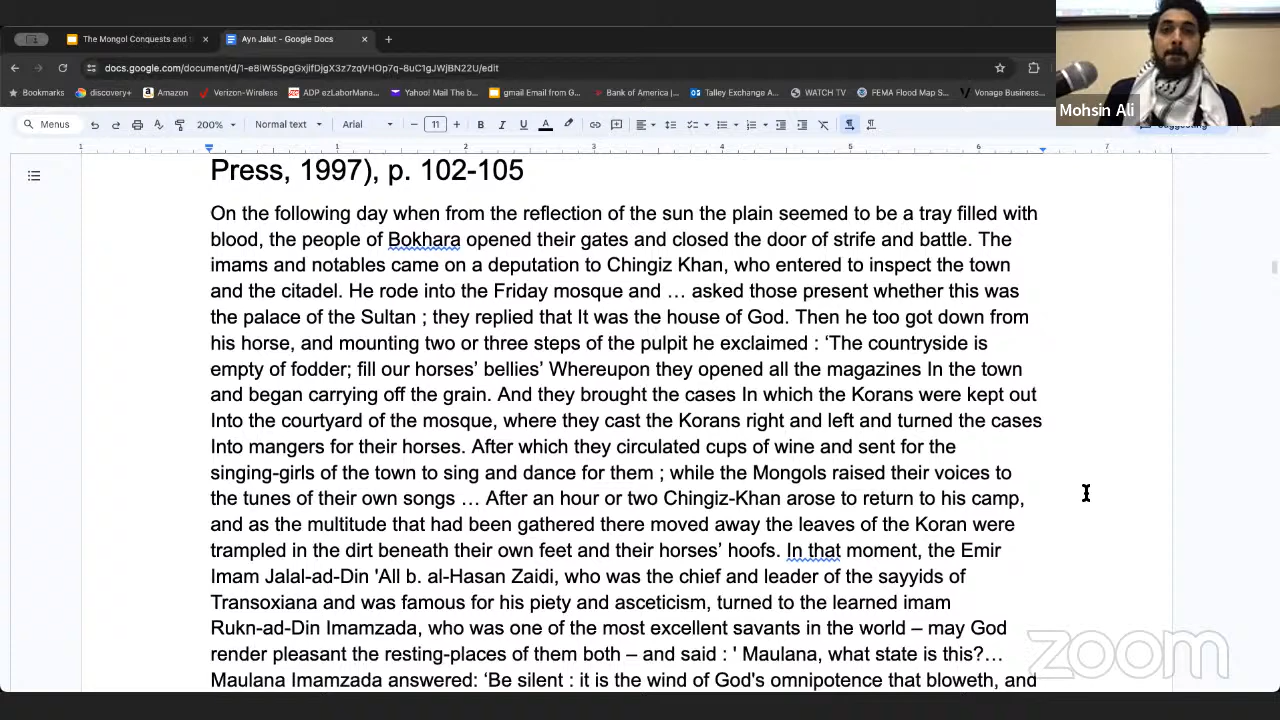 The Mongol Conquests and t
Ayn Jalut - Google Docs
docs.google.com/document/d/1-e8IW5SpgGxjlfDjgX3z7zqVHOp7q-8uC1gJWjBN22U/edit
Bookmarks discovery+ Amazon Verizon-Wireless ADP ezLaborMana... Yahoo! Mail The b... gmail Email from G... Bank of America |... Talley Exchange A... WATCH TV FEMA Flood Map S... Vonage Business...
Mohsin Ali
Menus 200% Normal text Arial 11
1 1 2 3 4 5 6 7
Press, 1997), p. 102-105
On the following day when from the reflection of the sun the plain seemed to be a tray filled with
blood, the people of Bokhara opened their gates and closed the door of strife and battle. The
imams and notables came on a deputation to Chingiz Khan, who entered to inspect the town
and the citadel. He rode into the Friday mosque and … asked those present whether this was
the palace of the Sultan ; they replied that It was the house of God. Then he too got down from
his horse, and mounting two or three steps of the pulpit he exclaimed : ‘The countryside is
empty of fodder; fill our horses’ bellies’ Whereupon they opened all the magazines In the town
and began carrying off the grain. And they brought the cases In which the Korans were kept out
Into the courtyard of the mosque, where they cast the Korans right and left and turned the cases
Into mangers for their horses. After which they circulated cups of wine and sent for the
singing-girls of the town to sing and dance for them ; while the Mongols raised their voices to
the tunes of their own songs … After an hour or two Chingiz-Khan arose to return to his camp,
and as the multitude that had been gathered there moved away the leaves of the Koran were
trampled in the dirt beneath their own feet and their horses’ hoofs. In that moment, the Emir
Imam Jalal-ad-Din 'All b. al-Hasan Zaidi, who was the chief and leader of the sayyids of
Transoxiana and was famous for his piety and asceticism, turned to the learned imam
Rukn-ad-Din Imamzada, who was one of the most excellent savants in the world – may God
render pleasant the resting-places of them both – and said : ' Maulana, what state is this?…
Maulana Imamzada answered: ‘Be silent : it is the wind of God's omnipotence that bloweth, and
zoom